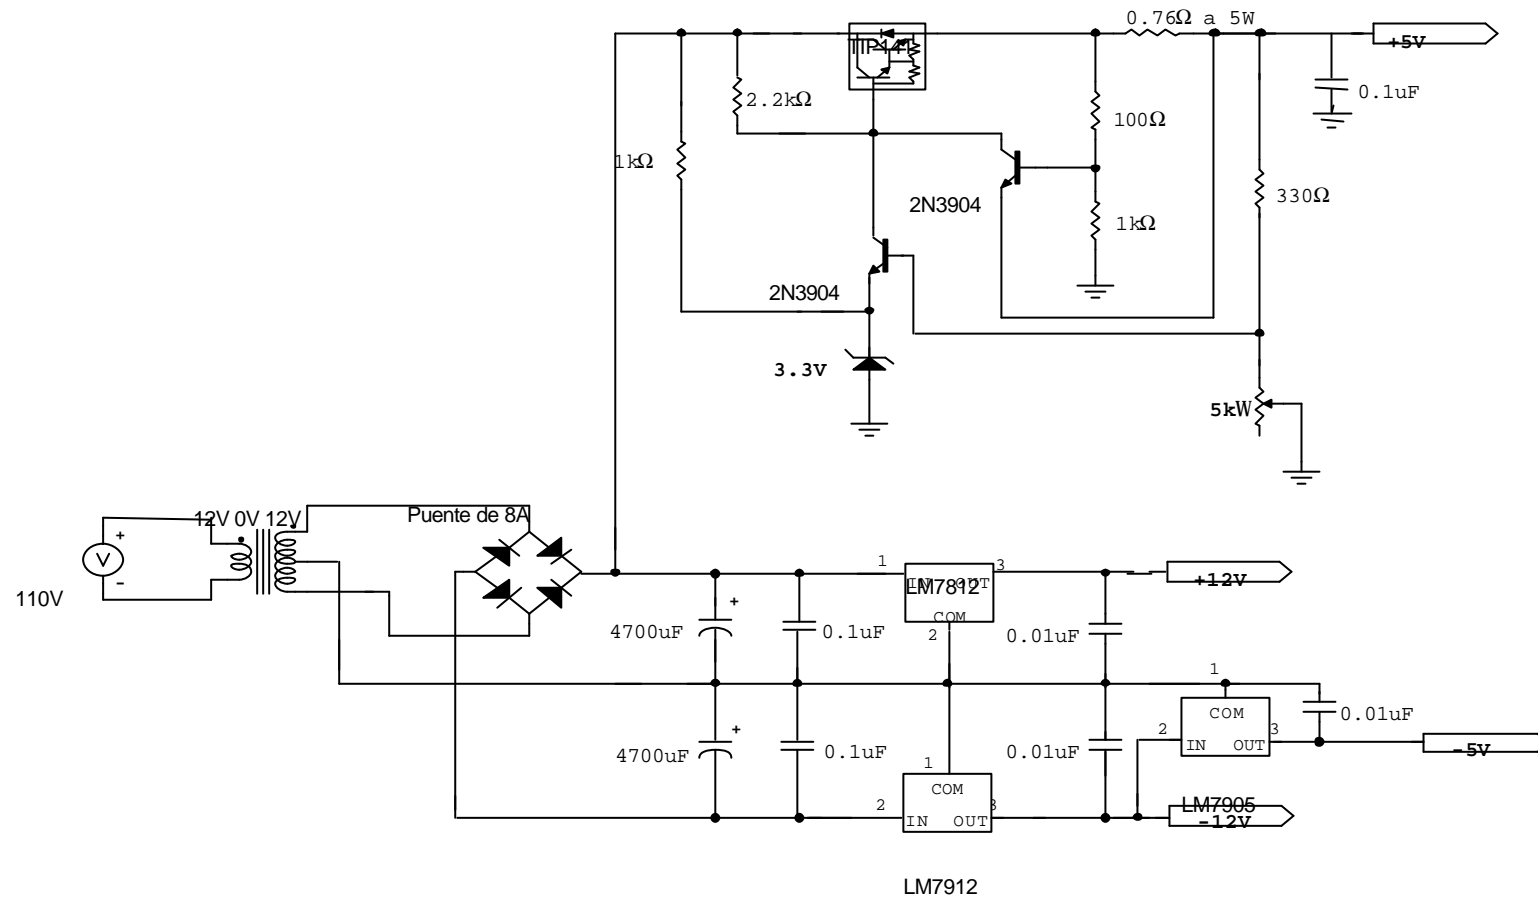 0.76Ω a 5W
+5V
2.2kΩ
0.1uF
100Ω
1kΩ
2N3904
330Ω
1kΩ
2N3904
3.3V
5kW
12V 0V 12V
Puente de 8A
+
V
-
110V
1
IN OUT
3
LM7812
COM
2
+12V
+
4700uF
0.1uF
0.01uF
1
COM
2
IN OUT
3
0.01uF
-5V
+
4700uF
0.1uF
0.01uF
1
COM
2
IN OUT
3
LM7905
-12V
LM7912